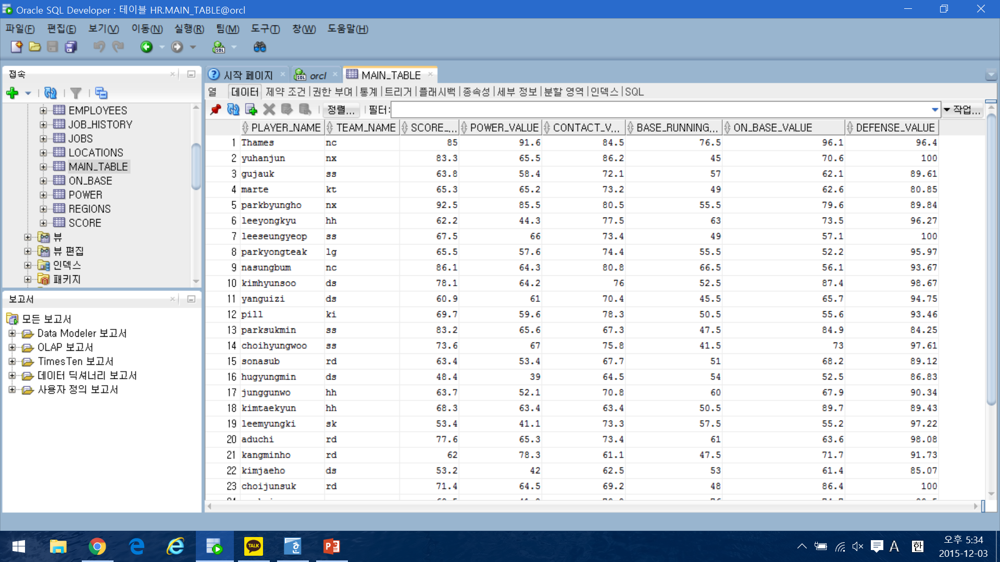 Oracle SQL Developer : 테이블 HR.MAIN_TABLE@orcl
파일(F) 편집(E) 보기(V) 이동(N) 실행(R) 팀(M) 도구(T) 창(W) 도움말(H)
접속
EMPLOYEES
JOB_HISTORY
JOBS
LOCATIONS
MAIN_TABLE
ON_BASE
POWER
REGIONS
SCORE
뷰
뷰 편집
인덱스
패키지
보고서
모든 보고서
Data Modeler 보고서
OLAP 보고서
TimesTen 보고서
데이터 딕셔너리 보고서
사용자 정의 보고서
시작 페이지 orcl MAIN_TABLE
열 데이터 제약 조건 |권한 부여 |통계 |트리거 |플래시백 |종속성 |세부 정보 |분할 영역 |인덱스 |SQL
정렬... 필터: 작업...
PLAYER_NAME TEAM_NAME SCORE_... POWER_VALUE CONTACT_V... BASE_RUNNING_... ON_BASE_VALUE DEFENSE_VALUE
1 Thames nc 85 91.6 84.5 76.5 96.1 96.4
2 yuhanjun nx 83.3 65.5 86.2 45 70.6 100
3 gujauk ss 63.8 58.4 72.1 57 62.1 89.61
4 marte kt 65.3 65.2 73.2 49 62.6 80.85
5 parkbyungho nx 92.5 85.5 80.5 55.5 79.6 89.84
6 leeyongkyu hh 62.2 44.3 77.5 63 73.5 96.27
7 leeseungyeop ss 67.5 66 73.4 49 57.1 100
8 parkyongteak lg 65.5 57.6 74.4 55.5 52.2 95.97
9 nasungbum nc 86.1 64.3 80.8 66.5 56.1 93.67
10 kimhyunsoo ds 78.1 64.2 76 52.5 87.4 98.67
11 yanguizi ds 60.9 61 70.4 45.5 65.7 94.75
12 pill ki 69.7 59.6 78.3 50.5 55.6 93.46
13 parksukmin ss 83.2 65.6 67.3 47.5 84.9 84.25
14 choihyungwoo ss 73.6 67 75.8 41.5 73 97.61
15 sonasub rd 63.4 53.4 67.7 51 68.2 89.12
16 hugyungmin ds 48.4 39 64.5 54 52.5 86.83
17 junggunwo hh 63.7 52.1 70.8 60 67.9 90.34
18 kimtaekyun hh 68.3 63.4 63.4 50.5 89.7 89.43
19 leemyungki sk 53.4 41.1 73.3 57.5 55.2 97.22
20 aduchi rd 77.6 65.3 73.4 61 63.6 98.08
21 kangminho rd 62 78.3 61.1 47.5 71.7 91.73
22 kimjaeho ds 53.2 42 62.5 53 61.4 85.07
23 choijunsuk rd 71.4 64.5 69.2 48 86.4 100
TALK
A 한
오후 5:34
2015-12-03